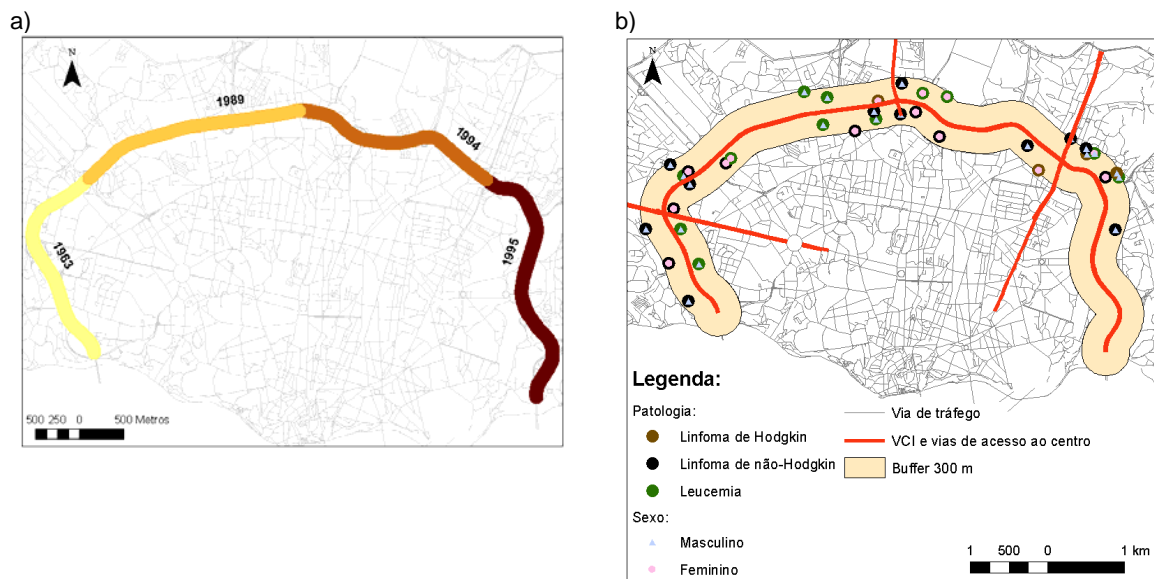 a)
N
1989
1994
1963
1995
500 250 0 500 Metros
b)
N
Legenda:
Patologia:
Linfoma de Hodgkin
Linfoma de não-Hodgkin
Leucemia
Sexo:
Masculino
Feminino
Via de tráfego
VCI e vias de acesso ao centro
Buffer 300 m
1 500 0 1 km